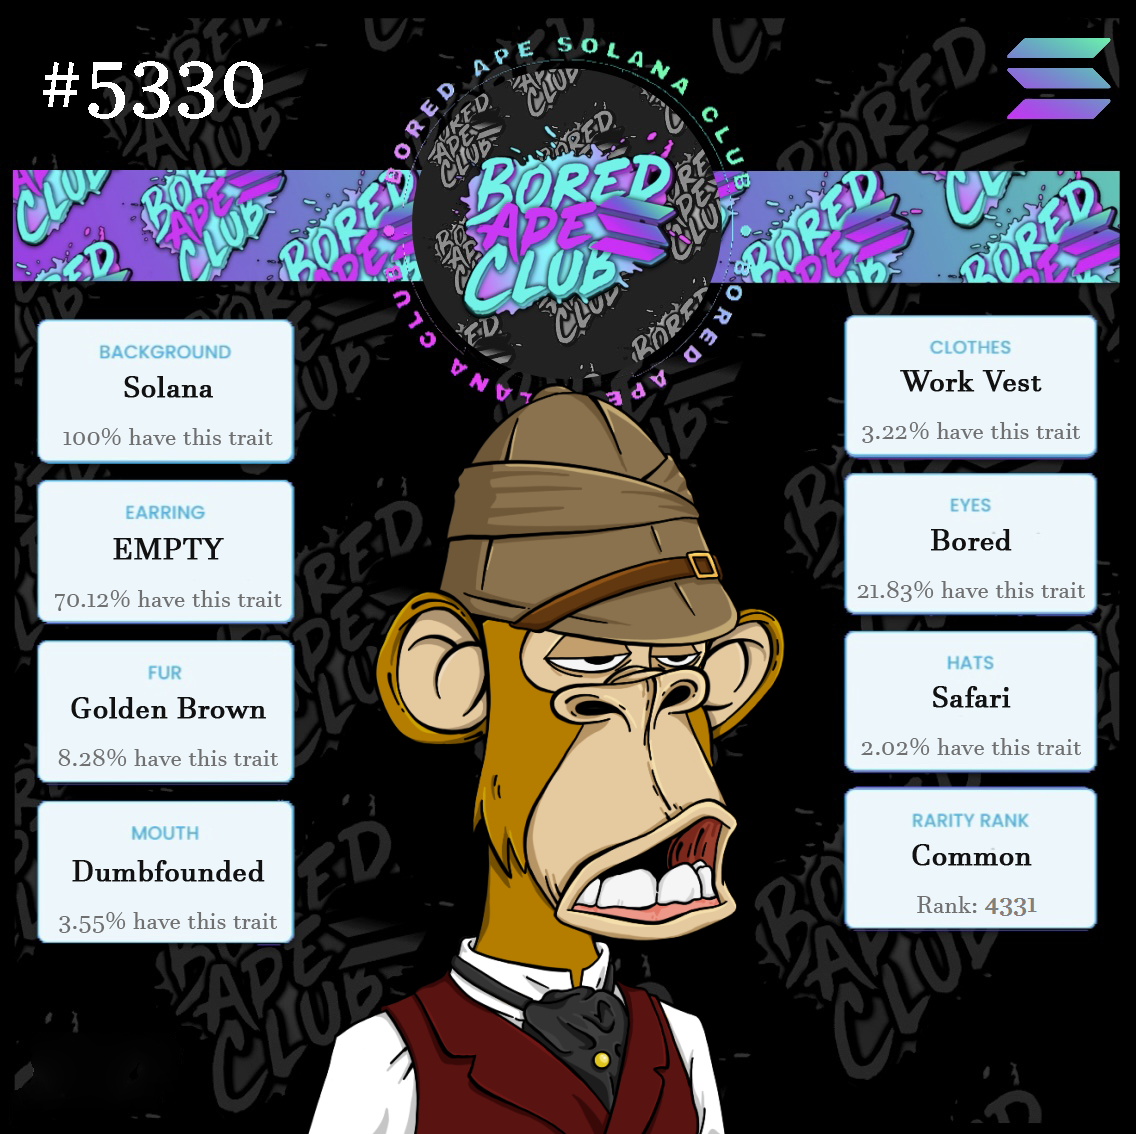 #5330
BORED APE SOLANA CLUB
BORED
APE
CLUB
BORED APE
LANA CLUB
BACKGROUND
Solana
100% have this trait
EARRING
EMPTY
70.12% have this trait
FUR
Golden Brown
8.28% have this trait
MOUTH
Dumbfounded
3.55% have this trait
CLOTHES
Work Vest
3.22% have this trait
EYES
Bored
21.83% have this trait
HATS
Safari
2.02% have this trait
RARITY RANK
Common
Rank: 4331